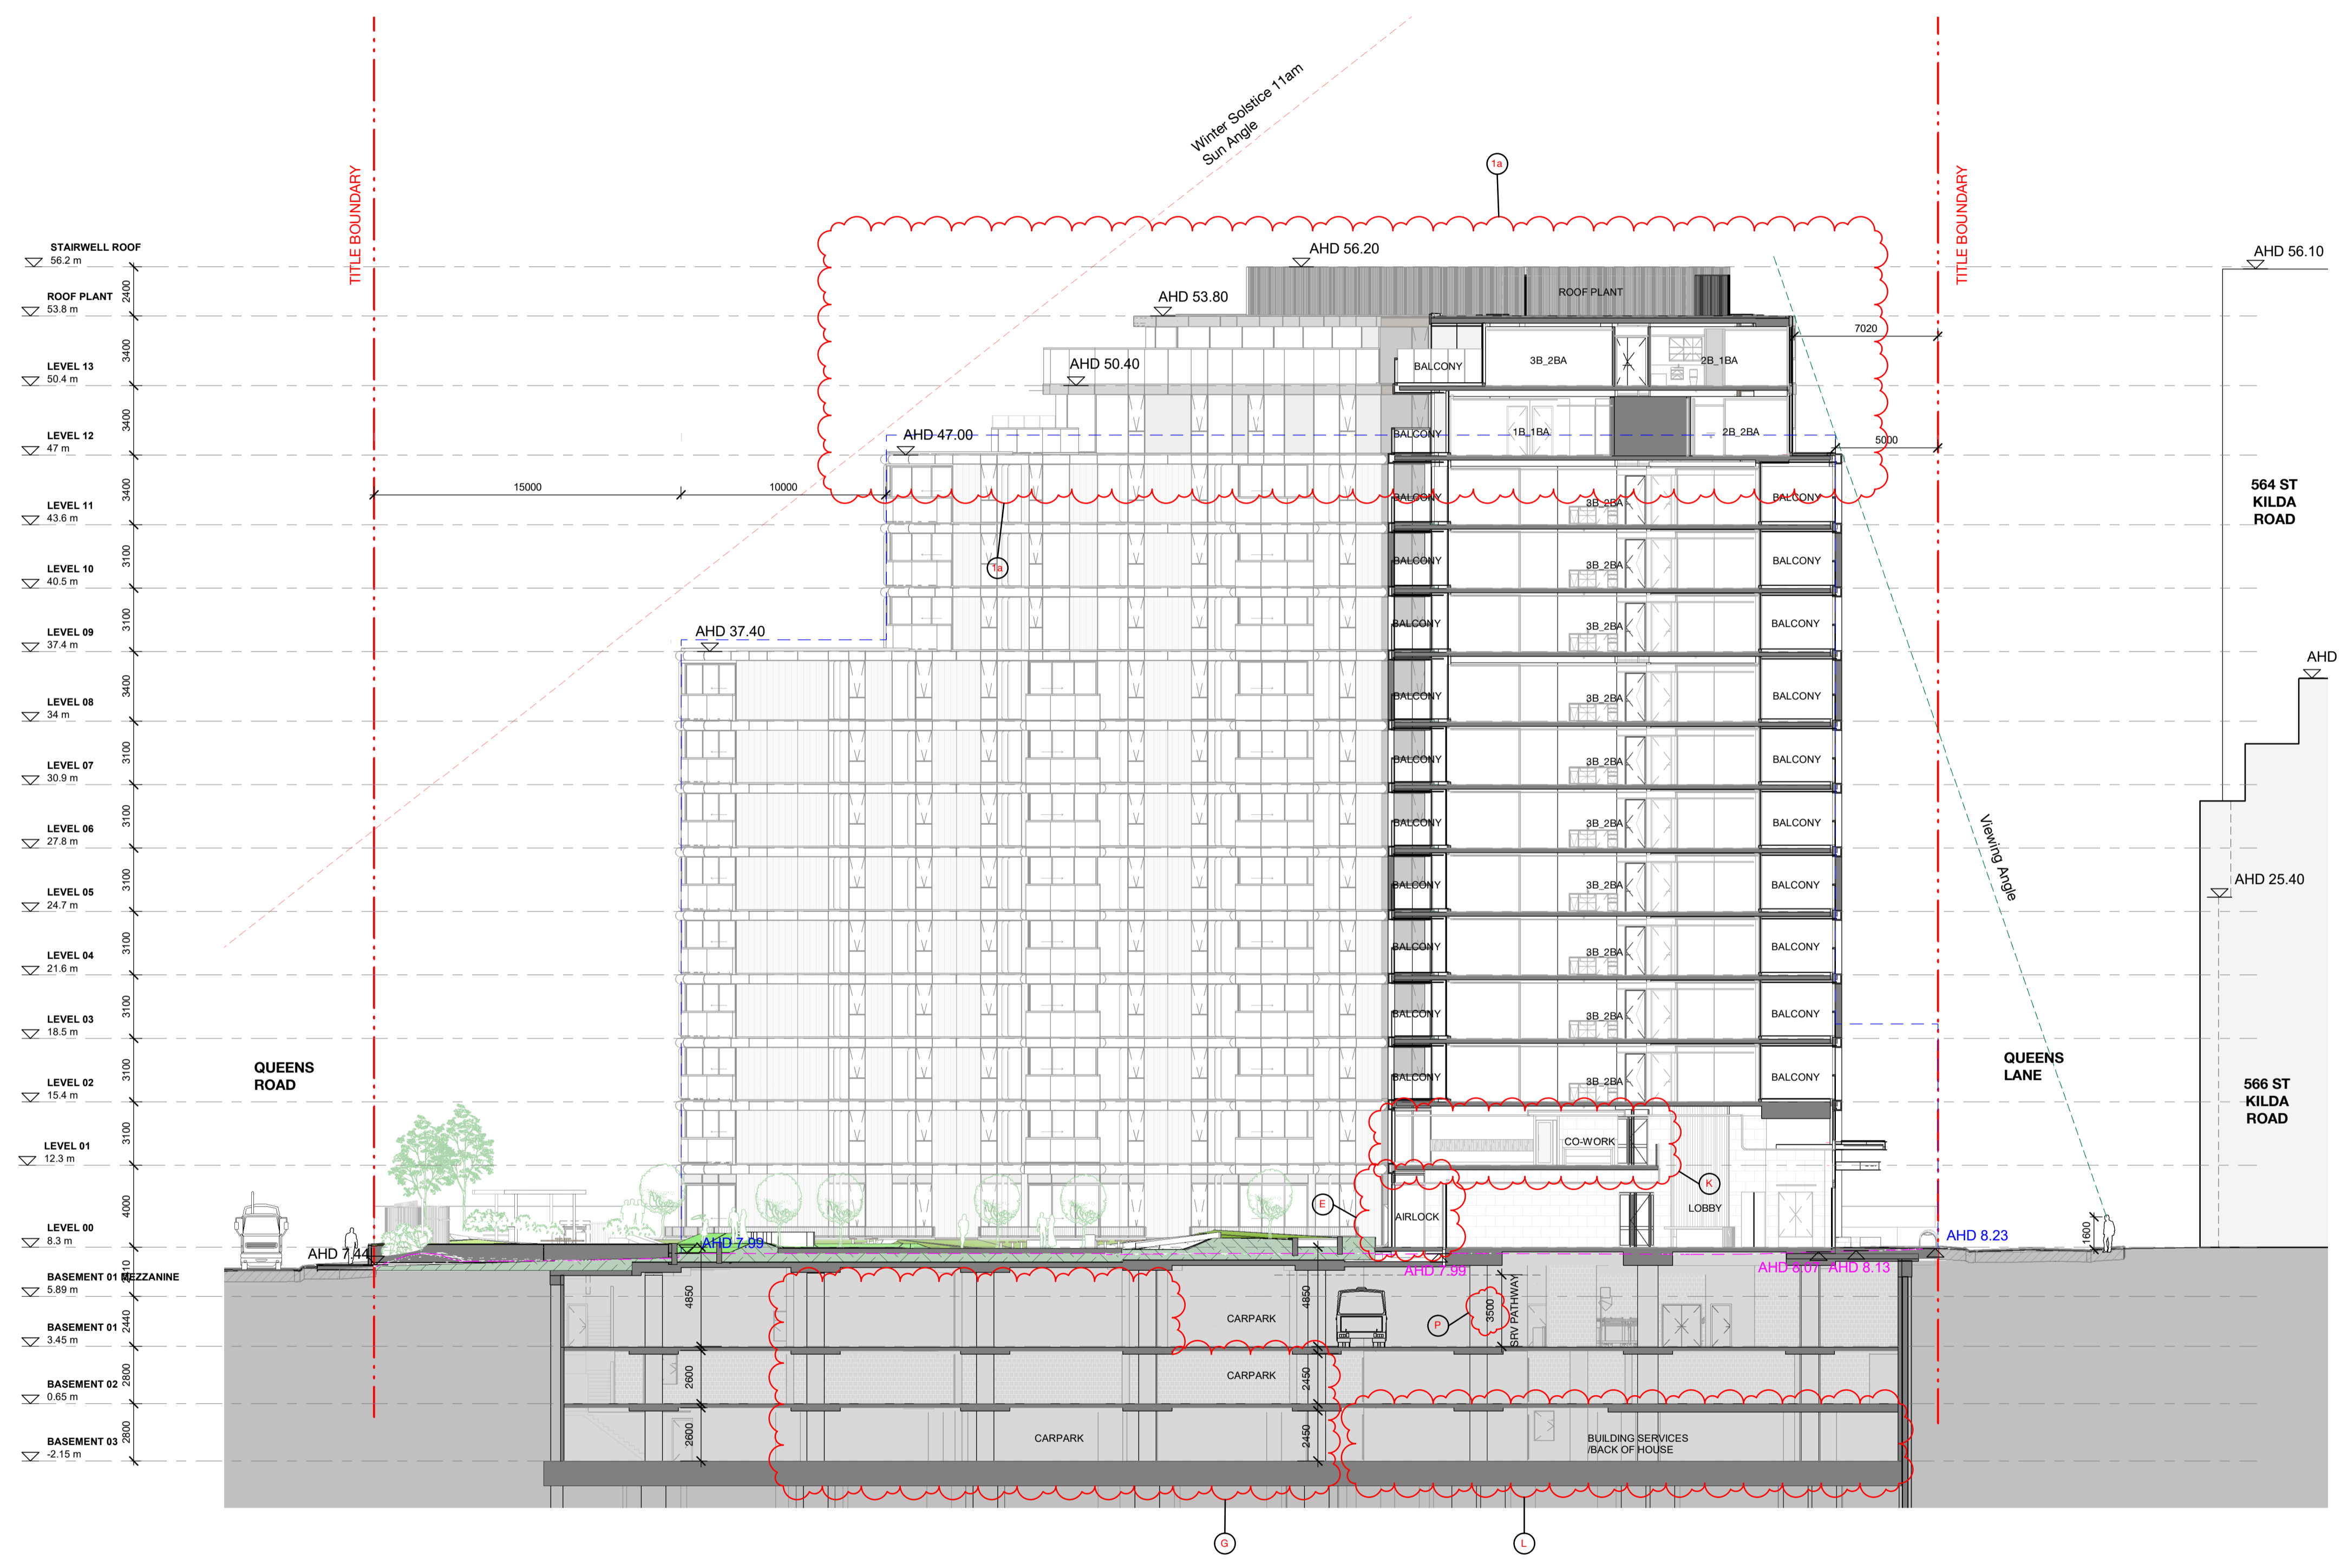 Winter Solstice 11am
Sun Angle
1a
TITLE BOUNDARY
TITLE BOUNDARY
STAIRWELL ROOF
56.2 m
AHD 56.20
AHD 56.10
2400
ROOF PLANT
ROOF PLANT
53.8 m
AHD 53.80
7020
3400
3B_2BA
2B_1BA
BALCONY
AHD 50.40
LEVEL 13
50.4 m
3400
LEVEL 12
47 m
AHD 47.00
BALCONY
1B_1BA
2B_2BA
5000
3400
15000
10000
BALCONY
3B_2BA
BALCONY
564 ST
KILDA
ROAD
LEVEL 11
43.6 m
3100
1a
BALCONY
3B_2BA
BALCONY
LEVEL 10
40.5 m
3100
BALCONY
3B_2BA
BALCONY
LEVEL 09
37.4 m
AHD 37.40
AHD
3400
BALCONY
3B_2BA
BALCONY
LEVEL 08
34 m
3100
BALCONY
3B_2BA
BALCONY
LEVEL 07
30.9 m
3100
BALCONY
3B_2BA
BALCONY
LEVEL 06
27.8 m
Viewing Angle
3100
BALCONY
3B_2BA
BALCONY
AHD 25.40
LEVEL 05
24.7 m
3100
BALCONY
3B_2BA
BALCONY
LEVEL 04
21.6 m
3100
BALCONY
3B_2BA
BALCONY
LEVEL 03
18.5 m
3100
BALCONY
3B_2BA
BALCONY
QUEENS
ROAD
QUEENS
LANE
566 ST
KILDA
ROAD
LEVEL 02
15.4 m
3100
CO-WORK
LEVEL 01
12.3 m
K
4000
E
AIRLOCK
LOBBY
1600
LEVEL 00
8.3 m
AHD 7.44
AHD 7.99
AHD 8.23
AHD 7.99
AHD 8.07
AHD 8.13
2410
BASEMENT 01 MEZZANINE
5.89 m
4850
4850
3500
SRV PATHWAY
CARPARK
P
2440
BASEMENT 01
3.45 m
2800
2600
CARPARK
2450
BASEMENT 02
0.65 m
2800
2600
CARPARK
2450
BUILDING SERVICES
/BACK OF HOUSE
BASEMENT 03
-2.15 m
G
L